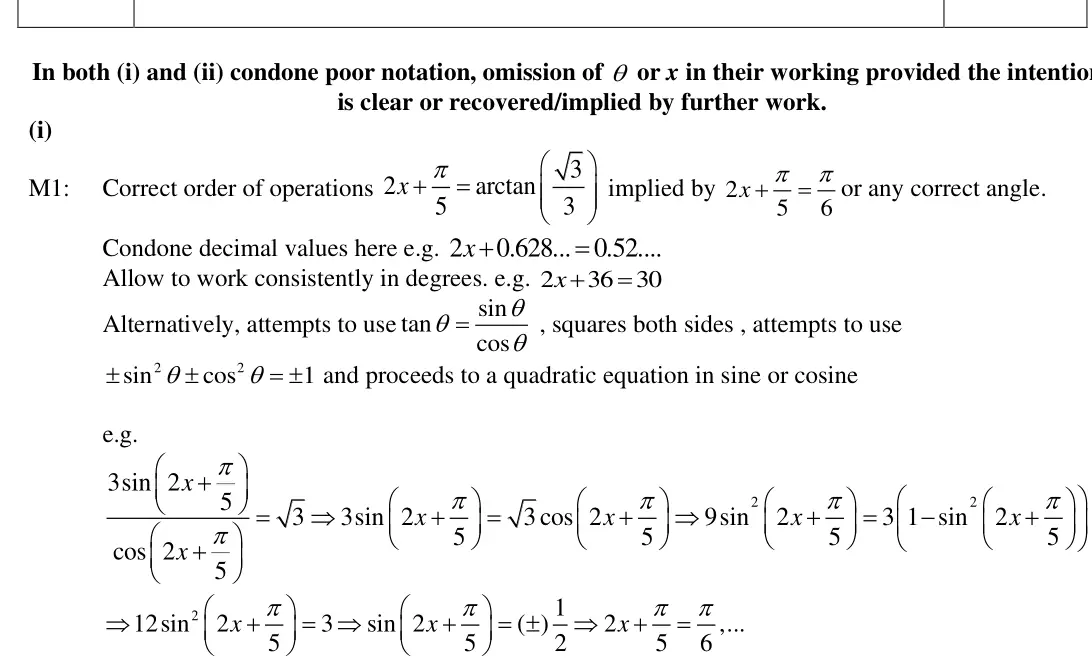 In both (i) and (ii) condone poor notation, omission of θ or x in their working provided the intention
is clear or recovered/implied by further work.
(i)
M1: Correct order of operations 2x + π/5 = arctan(√3/3) implied by 2x + π/5 = π/6 or any correct angle.
Condone decimal values here e.g. 2x + 0.628... = 0.52....
Allow to work consistently in degrees. e.g. 2x + 36 = 30
Alternatively, attempts to use tan θ = sin θ/cos θ , squares both sides , attempts to use
± sin² θ ± cos² θ = ±1 and proceeds to a quadratic equation in sine or cosine
e.g.
3sin(2x + π/5)/cos(2x + π/5) = √3 ⇒ 3sin(2x + π/5) = √3 cos(2x + π/5) ⇒ 9sin²(2x + π/5) = 3(1 − sin²(2x + π/5))
⇒ 12sin²(2x + π/5) = 3 ⇒ sin(2x + π/5) = (±)1/2 ⇒ 2x + π/5 = π/6,...